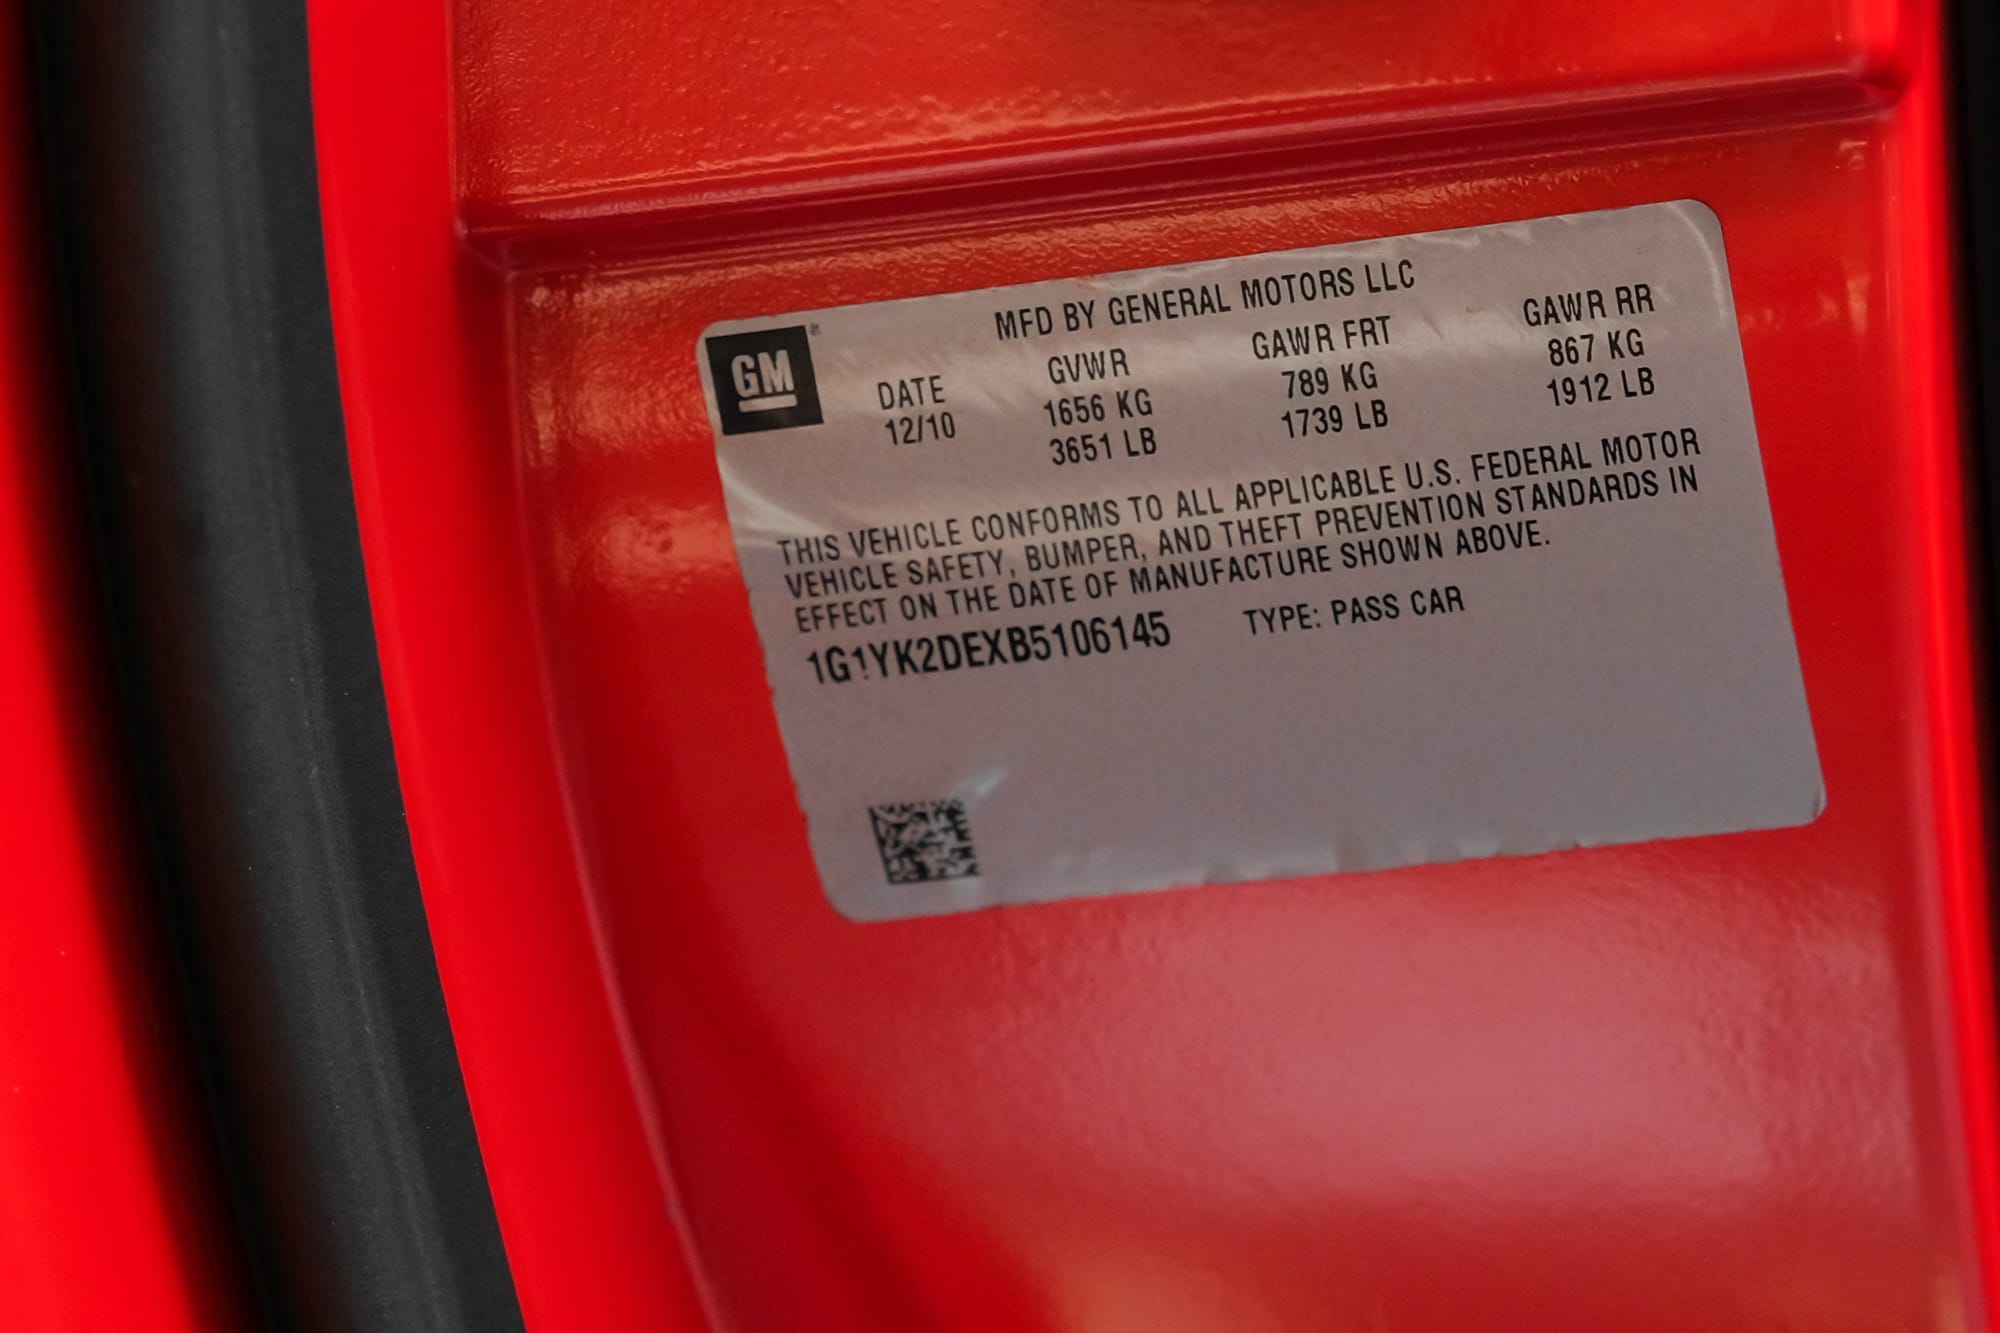 MFD BY GENERAL MOTORS LLC
GM®
DATE GVWR GAWR FRT GAWR RR
12/10 1656 KG 789 KG 867 KG
3651 LB 1739 LB 1912 LB
THIS VEHICLE CONFORMS TO ALL APPLICABLE U.S. FEDERAL MOTOR
VEHICLE SAFETY, BUMPER, AND THEFT PREVENTION STANDARDS IN
EFFECT ON THE DATE OF MANUFACTURE SHOWN ABOVE.
1G1YK2DEXB5106145 TYPE: PASS CAR